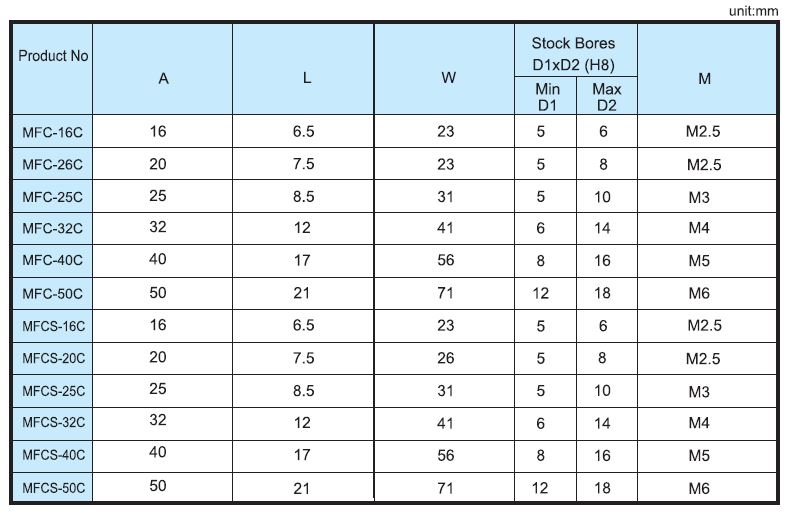 unit:mm
Product No A L W Stock Bores D1xD2 (H8) M
Min D1 Max D2
MFC-16C 16 6.5 23 5 6 M2.5
MFC-26C 20 7.5 23 5 8 M2.5
MFC-25C 25 8.5 31 5 10 M3
MFC-32C 32 12 41 6 14 M4
MFC-40C 40 17 56 8 16 M5
MFC-50C 50 21 71 12 18 M6
MFCS-16C 16 6.5 23 5 6 M2.5
MFCS-20C 20 7.5 26 5 8 M2.5
MFCS-25C 25 8.5 31 5 10 M3
MFCS-32C 32 12 41 6 14 M4
MFCS-40C 40 17 56 8 16 M5
MFCS-50C 50 21 71 12 18 M6